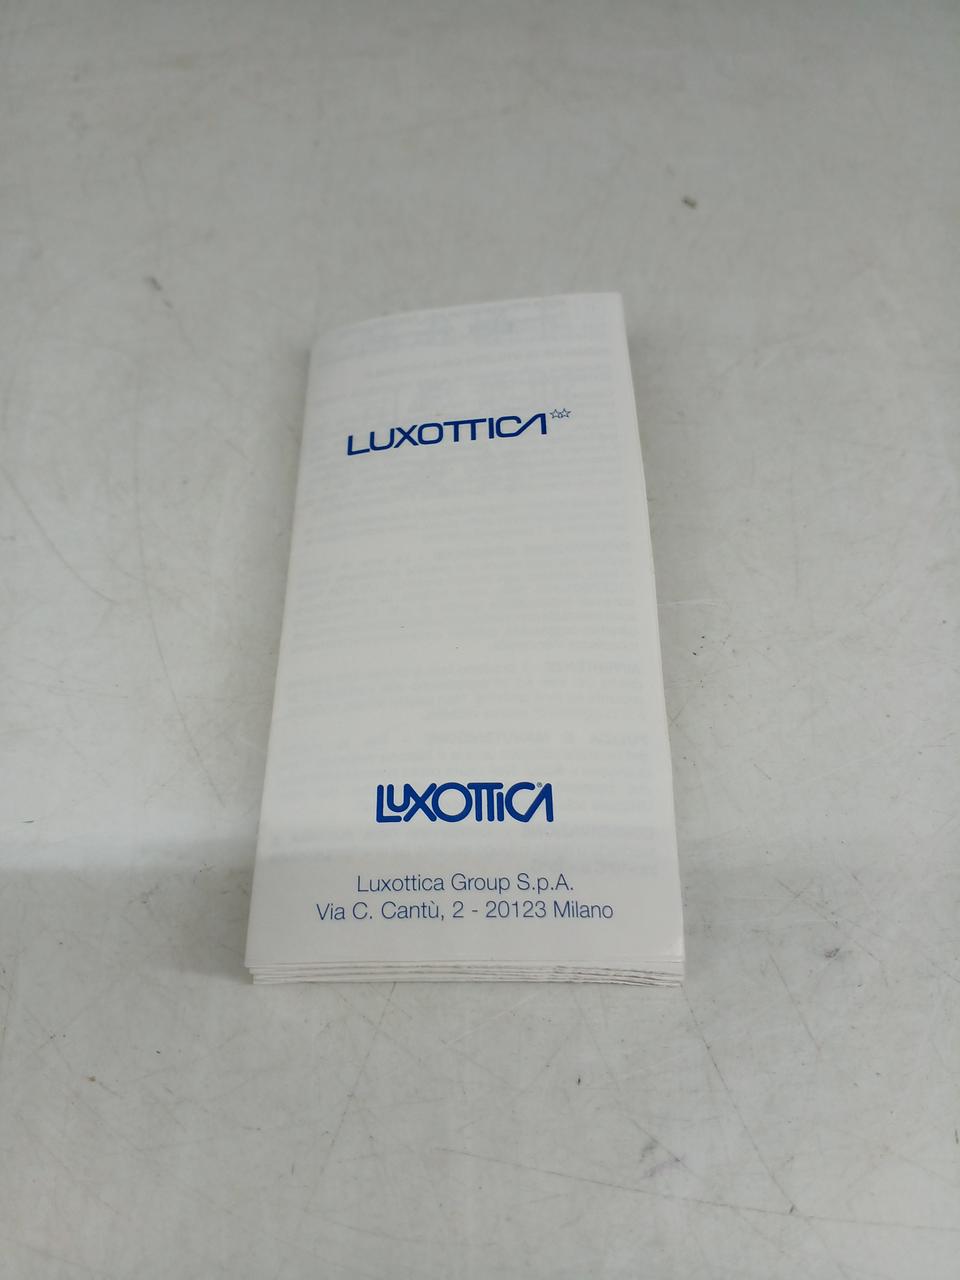 LUXOTTICA☆☆
LUXOTTICA®
Luxottica Group S.p.A.
Via C. Cantù, 2 - 20123 Milano